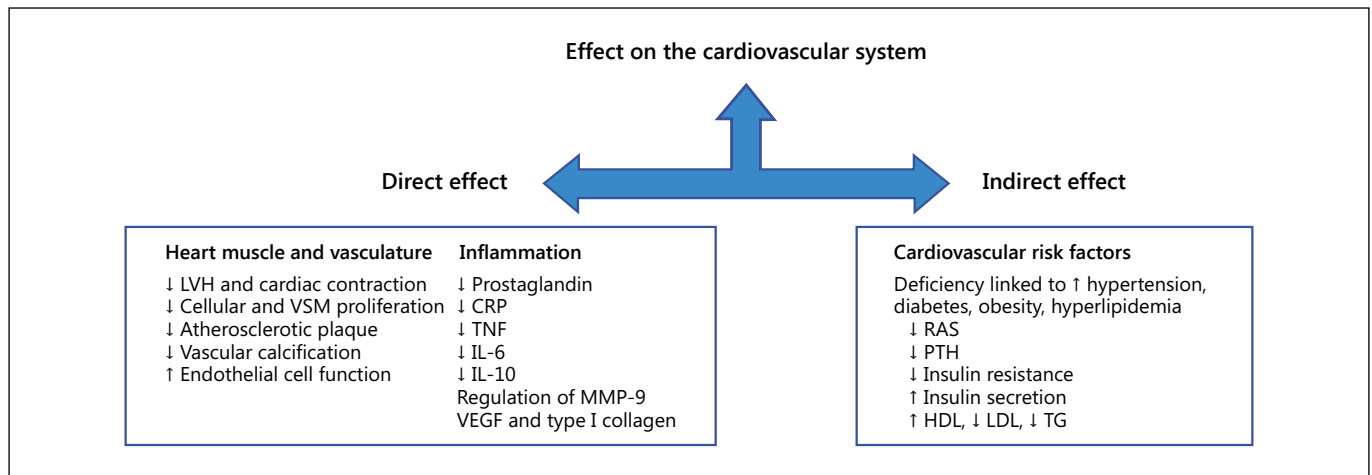 Effect on the cardiovascular system
Direct effect
Indirect effect
Heart muscle and vasculature
↓ LVH and cardiac contraction
↓ Cellular and VSM proliferation
↓ Atherosclerotic plaque
↓ Vascular calcification
↑ Endothelial cell function
Inflammation
↓ Prostaglandin
↓ CRP
↓ TNF
↓ IL-6
↓ IL-10
Regulation of MMP-9
VEGF and type I collagen
Cardiovascular risk factors
Deficiency linked to ↑ hypertension,
diabetes, obesity, hyperlipidemia
↓ RAS
↓ PTH
↓ Insulin resistance
↑ Insulin secretion
↑ HDL, ↓ LDL, ↓ TG